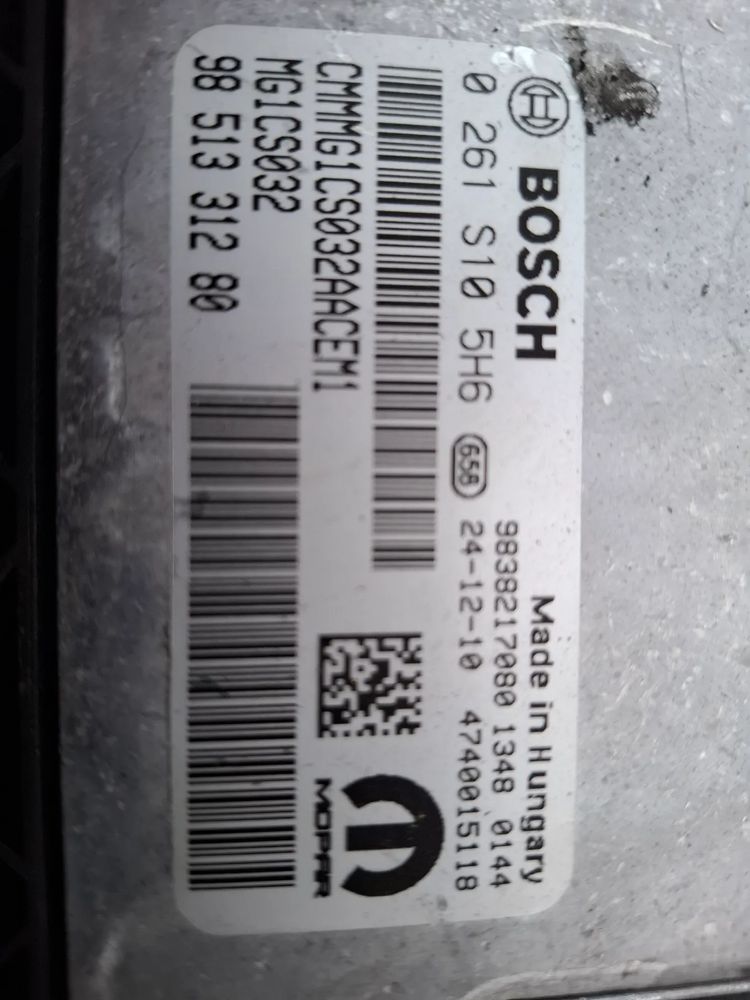 BOSCH
Made in Hungary
9838217080 1348 0144
0 261 S10 5H6 658 24-12-10 4740015118
CMMMG1CS032AACEM1
MG1CS032
98 513 312 80
MOPAR